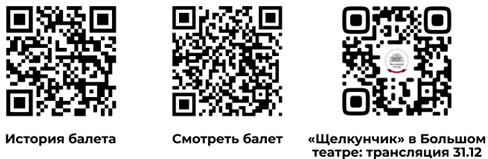 История балета
Смотреть балет
«Щелкунчик» в Большом
театре: трансляция 31.12